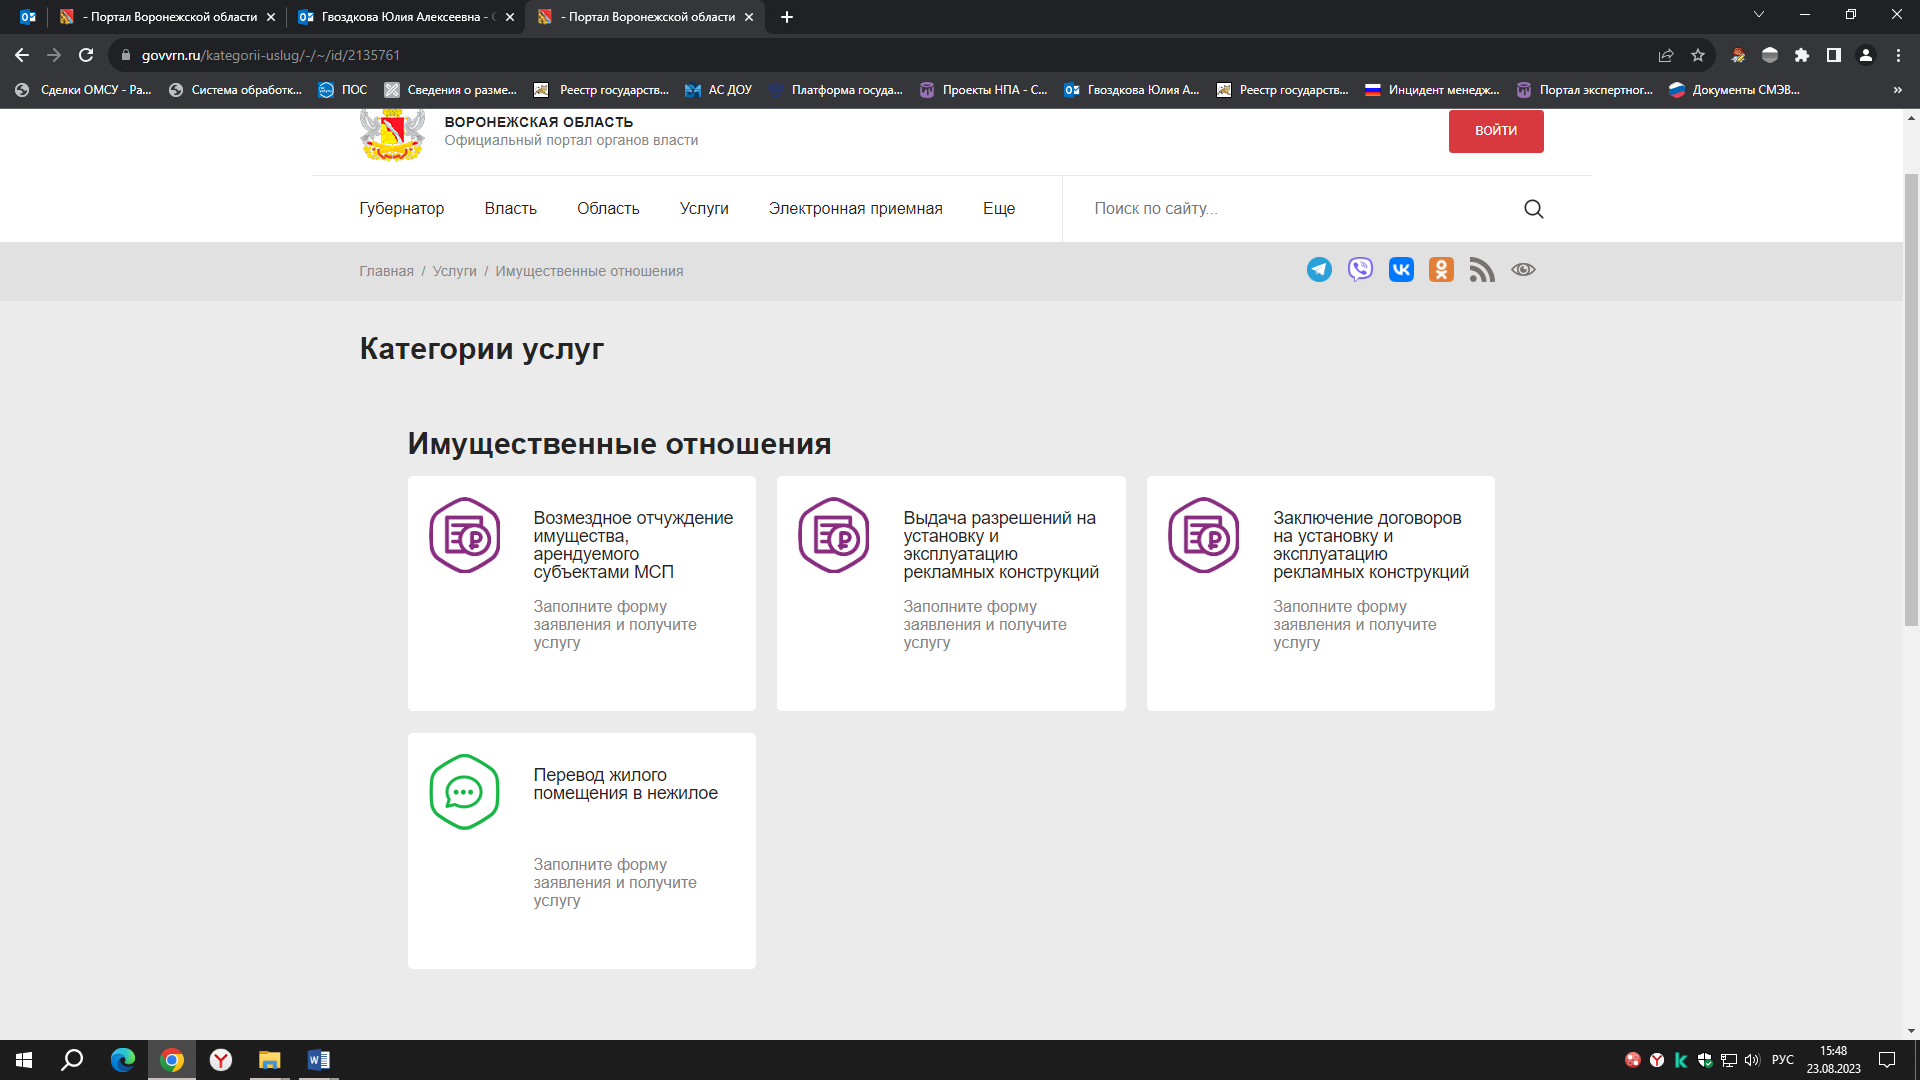 - Портал Воронежской области
Гвоздкова Юлия Алексеевна -
- Портал Воронежской области
govvrn.ru/kategorii-uslug/-/~/id/2135761
Сделки ОМСУ - Ра...
Система обработк...
ПОС
Сведения о разме...
Реестр государств...
АС ДОУ
Платформа госуда...
Проекты НПА - С...
Гвоздкова Юлия А...
Реестр государств...
Инцидент менедж...
Портал экспертног...
Документы СМЭВ...
»
ВОРОНЕЖСКАЯ ОБЛАСТЬ
Официальный портал органов власти
ВОЙТИ
Губернатор
Власть
Область
Услуги
Электронная приемная
Еще
Поиск по сайту...
Главная / Услуги / Имущественные отношения
Категории услуг
Имущественные отношения
Возмездное отчуждение
имущества,
арендуемого
субъектами МСП
Заполните форму
заявления и получите
услугу
Выдача разрешений на
установку и
эксплуатацию
рекламных конструкций
Заполните форму
заявления и получите
услугу
Заключение договоров
на установку и
эксплуатацию
рекламных конструкций
Заполните форму
заявления и получите
услугу
Перевод жилого
помещения в нежилое
Заполните форму
заявления и получите
услугу
РУС
15:48
23.08.2023